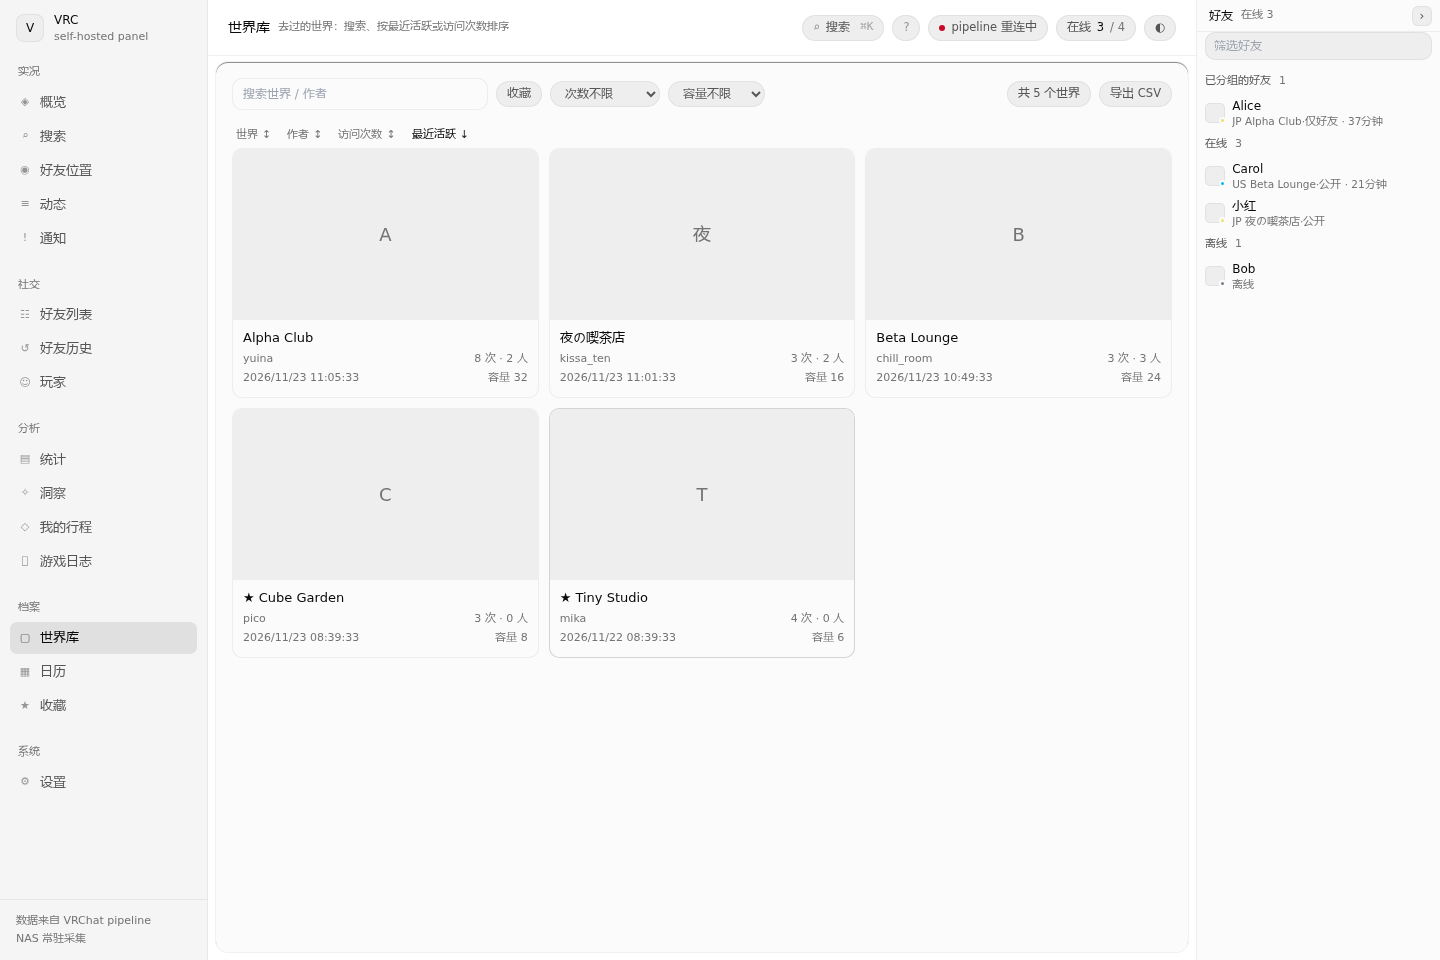 V
VRC
self-hosted panel
实况
概览
搜索
好友位置
动态
! 通知
社交
好友列表
好友历史
玩家
分析
统计
洞察
我的行程
游戏日志
档案
世界库
日历
★ 收藏
系统
设置
数据来自 VRChat pipeline
NAS 常驻采集
世界库 去过的世界：搜索、按最近活跃或访问次数排序
搜索 ⌘K
?
pipeline 重连中
在线 3 / 4
搜索世界 / 作者
收藏
次数不限
容量不限
共 5 个世界
导出 CSV
世界 ↕ 作者 ↕ 访问次数 ↕ 最近活跃 ↓
A
Alpha Club
yuina 8 次 · 2 人
2026/11/23 11:05:33 容量 32
夜
夜の喫茶店
kissa_ten 3 次 · 2 人
2026/11/23 11:01:33 容量 16
B
Beta Lounge
chill_room 3 次 · 3 人
2026/11/23 10:49:33 容量 24
C
★ Cube Garden
pico 3 次 · 0 人
2026/11/23 08:39:33 容量 8
T
★ Tiny Studio
mika 4 次 · 0 人
2026/11/22 08:39:33 容量 6
好友 在线 3
›
筛选好友
已分组的好友 1
Alice
JP Alpha Club·仅好友 · 37分钟
在线 3
Carol
US Beta Lounge·公开 · 21分钟
小红
JP 夜の喫茶店·公开
离线 1
Bob
离线